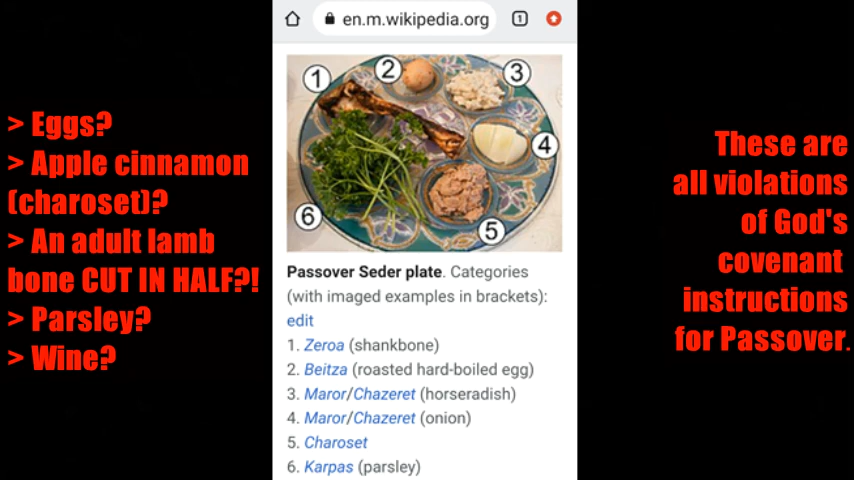 > Eggs?
> Apple cinnamon
(charoset)?
> An adult lamb
bone CUT IN HALF?!
> Parsley?
> Wine?
en.m.wikipedia.org
1
1
2
3
4
5
6
Passover Seder plate. Categories
(with imaged examples in brackets):
edit
1. Zeroa (shankbone)
2. Beitza (roasted hard-boiled egg)
3. Maror/Chazeret (horseradish)
4. Maror/Chazeret (onion)
5. Charoset
6. Karpas (parsley)
These are
all violations
of God's
covenant
instructions
for Passover.